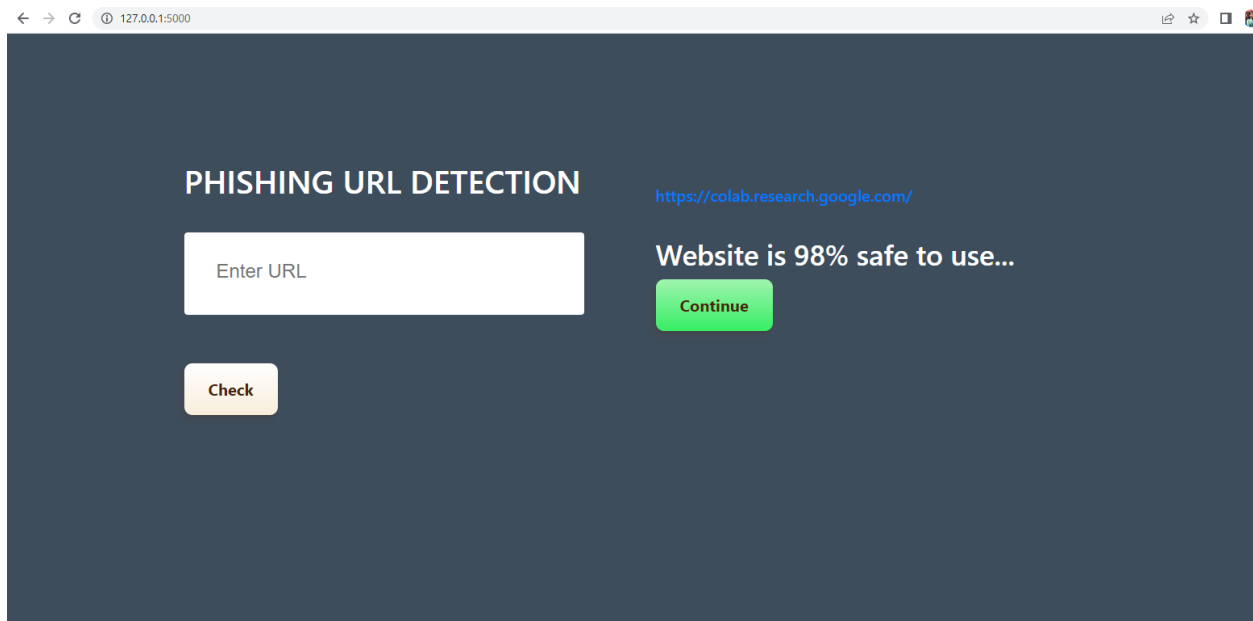 127.0.0.1:5000
PHISHING URL DETECTION
Enter URL
Check
https://colab.research.google.com/
Website is 98% safe to use...
Continue